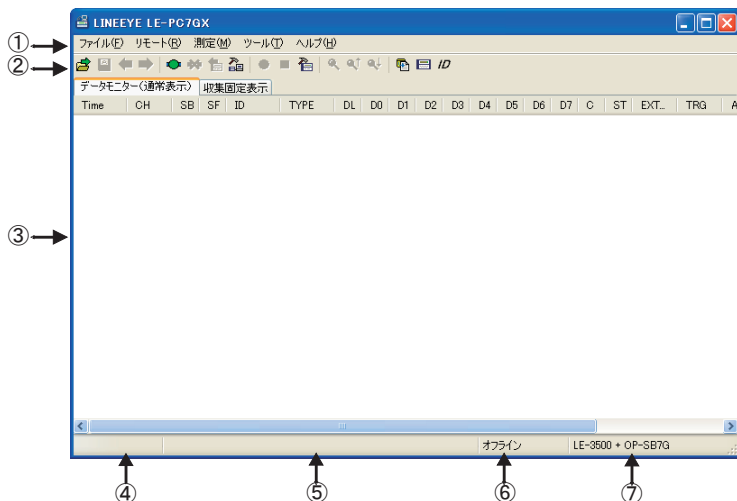 LINEEYE LE-PC7GX
① ファイル(F) リモート(R) 測定(M) ツール(T) ヘルプ(H)
② ID
データモニター(通常表示) 収集固定表示
Time CH SB SF ID TYPE DL D0 D1 D2 D3 D4 D5 D6 D7 C ST EXT... TRG A
③
オフライン LE-3500 + OP-SB7G
④ ⑤ ⑥ ⑦